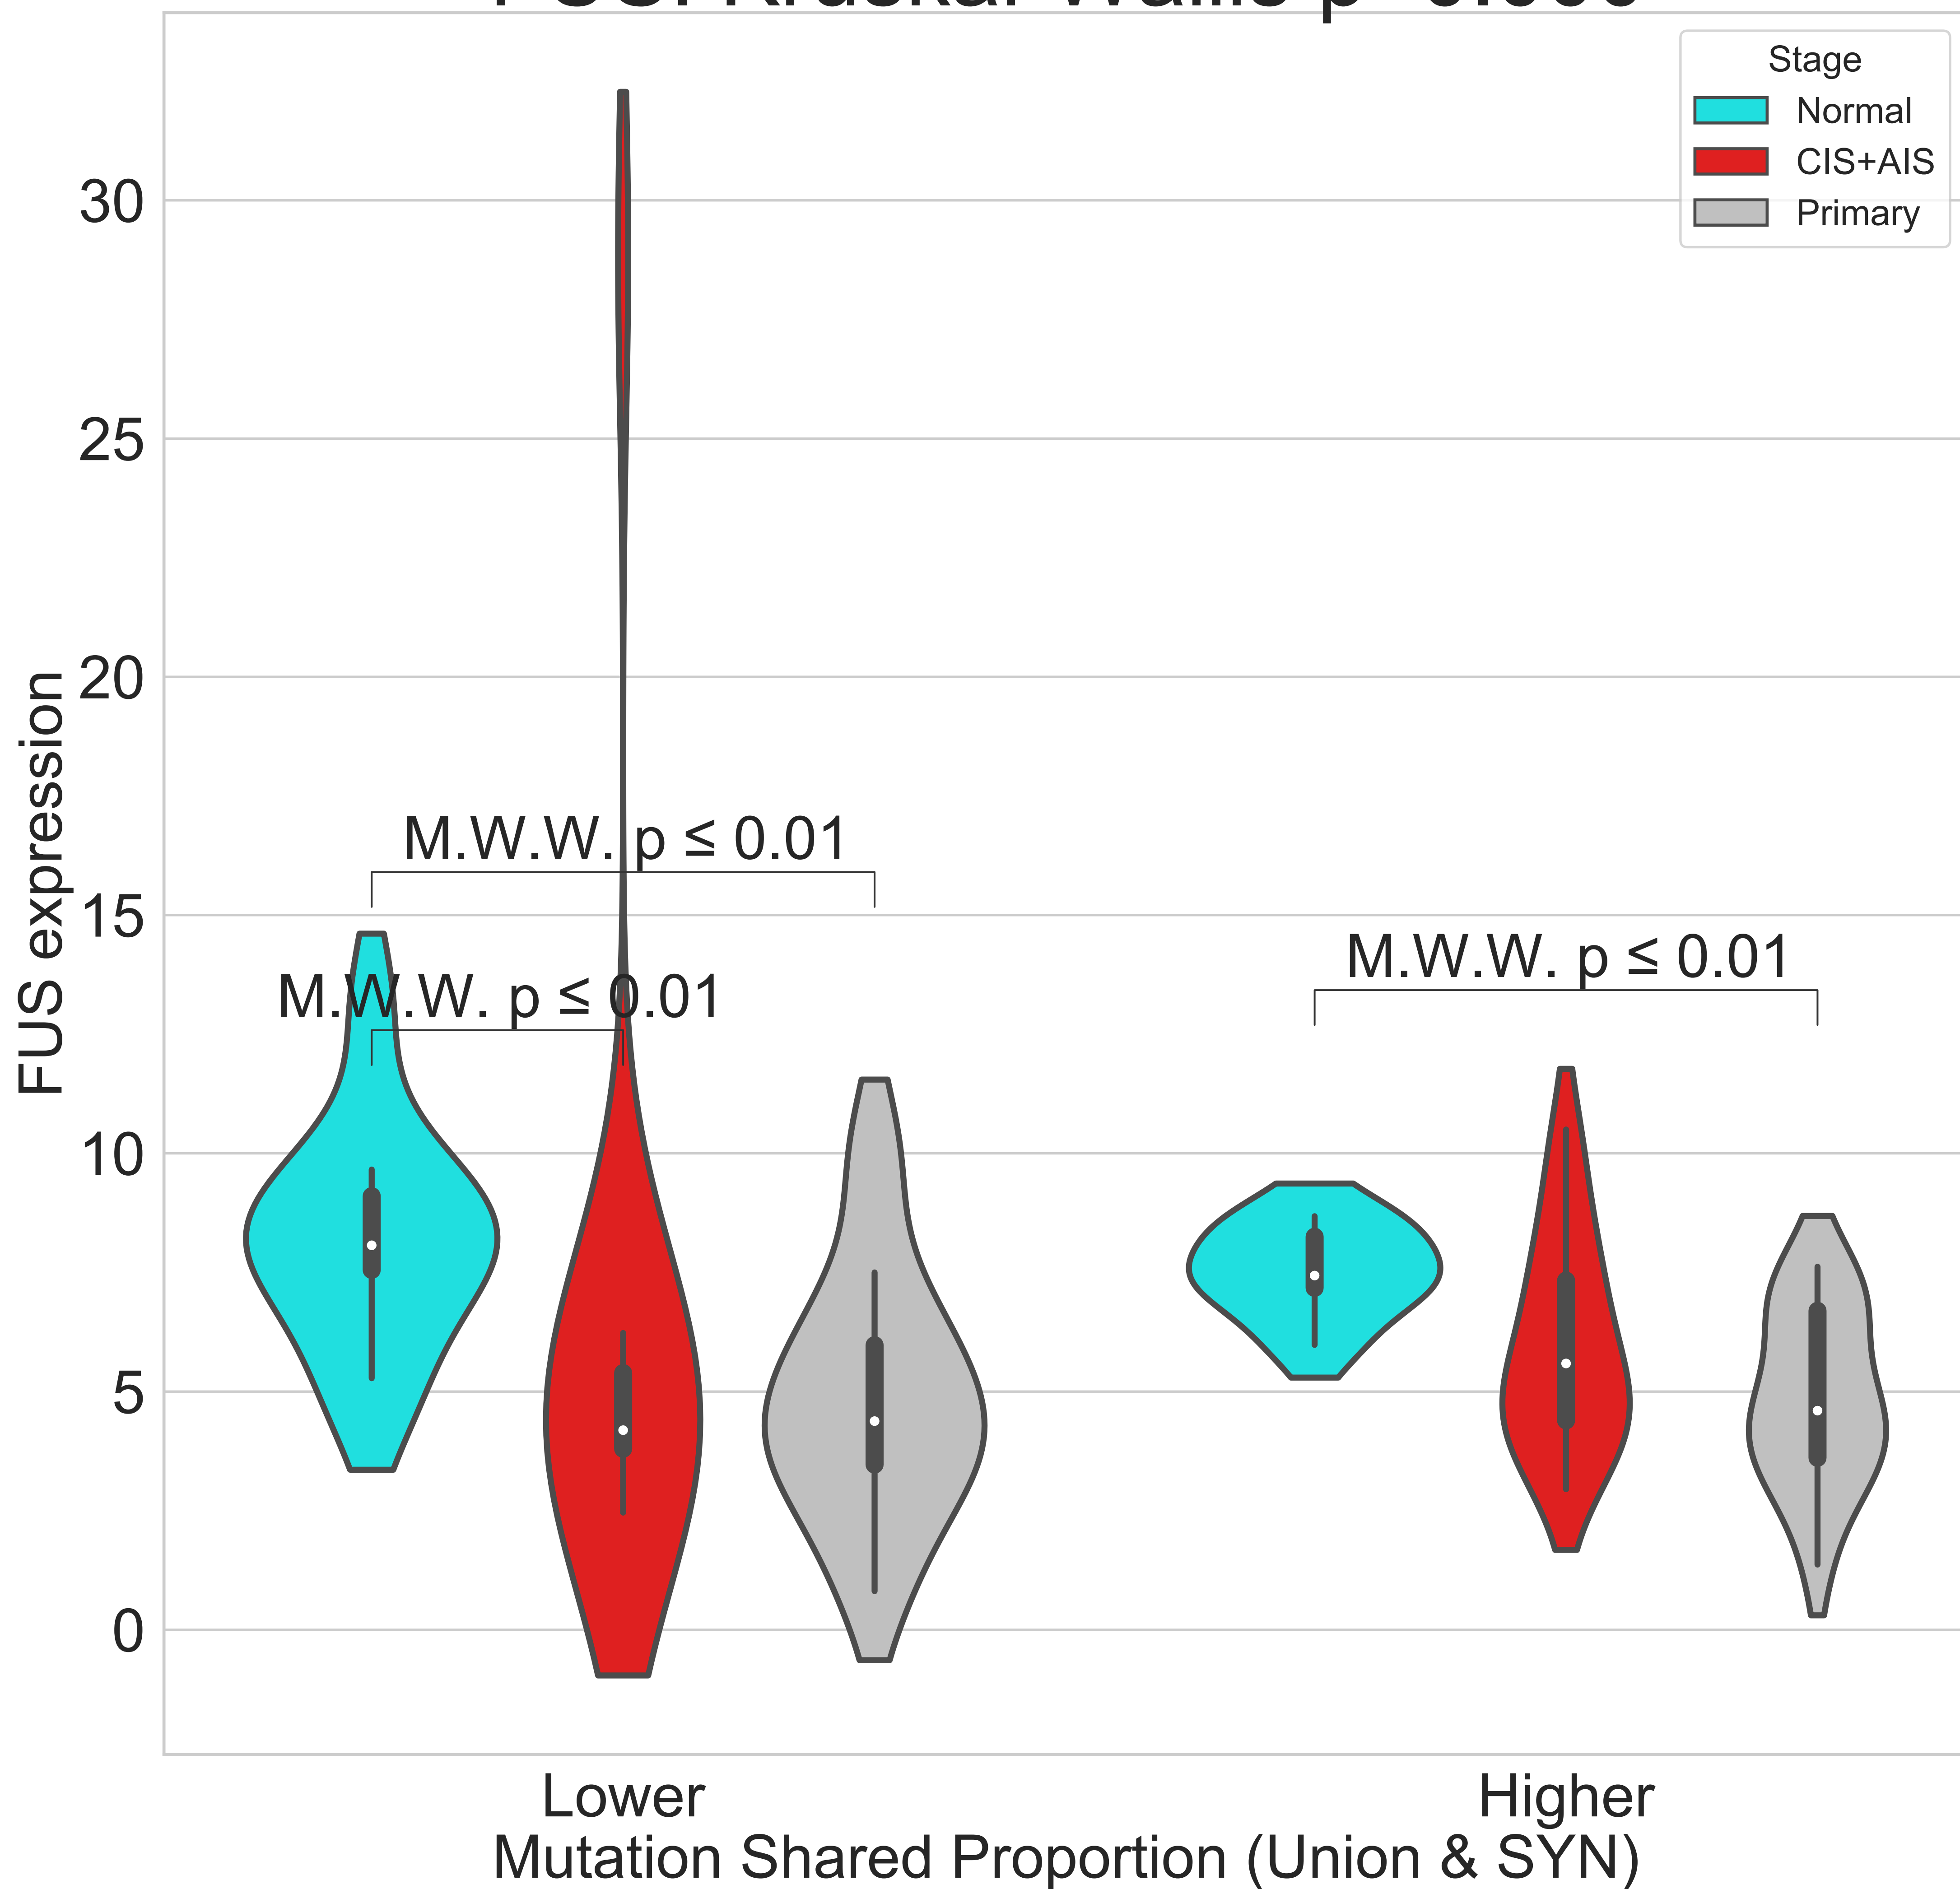 Stage
Normal
CIS+AIS
Primary
30
25
20
15
10
5
0
FUS expression
M.W.W. p ≤ 0.01
M.W.W. p ≤ 0.01
M.W.W. p ≤ 0.01
Lower
Higher
Mutation Shared Proportion (Union & SYN)